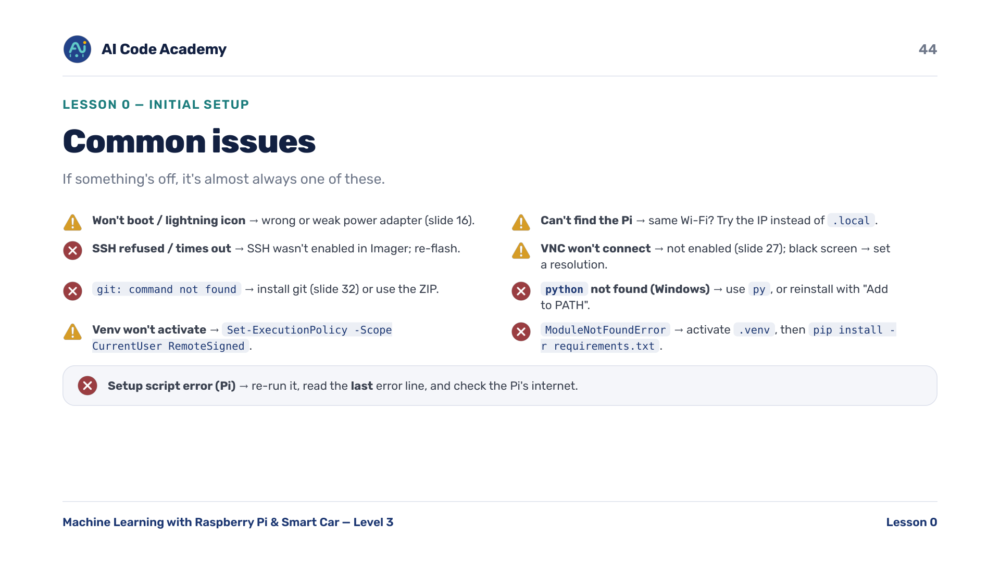 AI Code Academy
44
LESSON 0 — INITIAL SETUP
Common issues
If something's off, it's almost always one of these.
Won't boot / lightning icon → wrong or weak power adapter (slide 16).
Can't find the Pi → same Wi-Fi? Try the IP instead of .local.
SSH refused / times out → SSH wasn't enabled in Imager; re-flash.
VNC won't connect → not enabled (slide 27); black screen → set
a resolution.
git: command not found → install git (slide 32) or use the ZIP.
python not found (Windows) → use py, or reinstall with "Add
to PATH".
Venv won't activate → Set-ExecutionPolicy -Scope
CurrentUser RemoteSigned.
ModuleNotFoundError → activate .venv, then pip install -
r requirements.txt.
Setup script error (Pi) → re-run it, read the last error line, and check the Pi's internet.
Machine Learning with Raspberry Pi & Smart Car — Level 3
Lesson 0